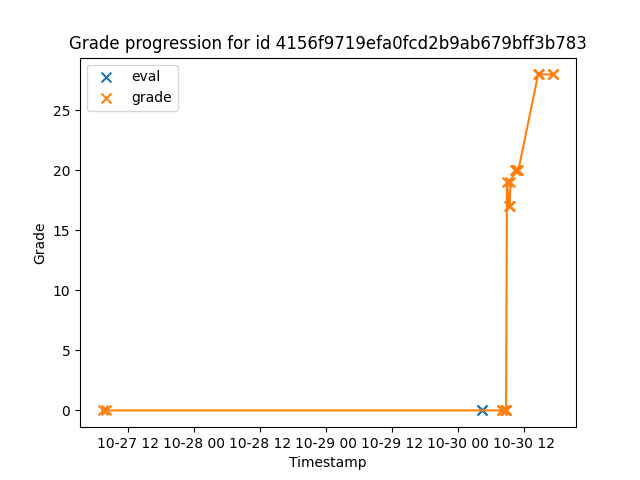 Grade progression for id 4156f9719efa0fcd2b9ab679bff3b783
eval
grade
25
20
15
10
5
0
Grade
10-27 12 10-28 00 10-28 12 10-29 00 10-29 12 10-30 00 10-30 12
Timestamp